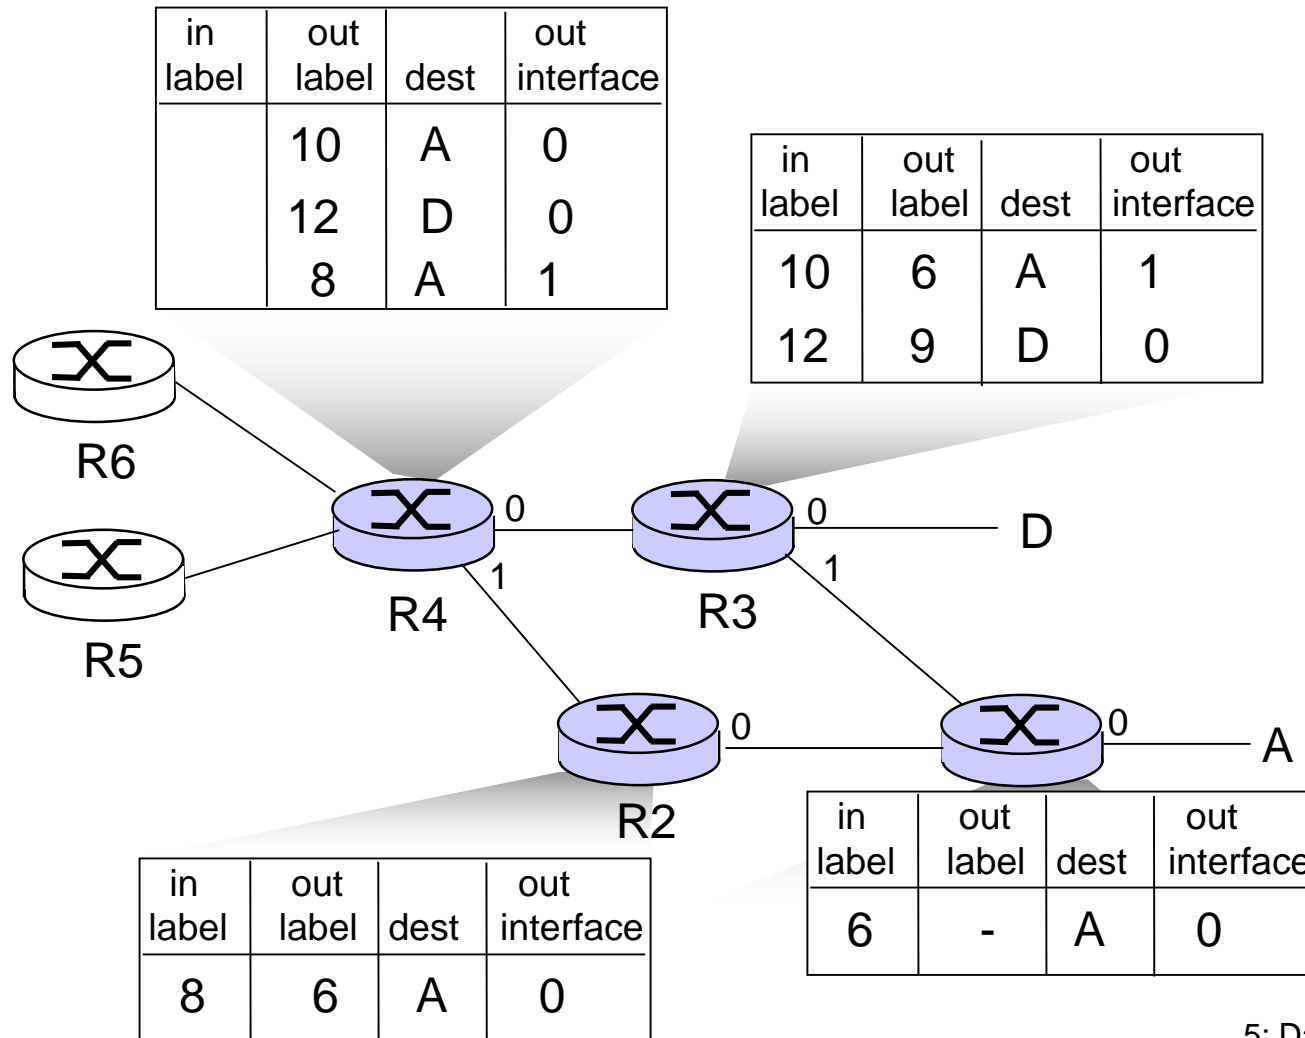 in out out
label label dest interface
10 A 0
12 D 0
8 A 1
in out out
label label dest interface
10 6 A 1
12 9 D 0
R6
R5
0
1
R4
0
1
R3
D
0
R2
0
A
in out out
label label dest interface
6 - A 0
in out out
label label dest interface
8 6 A 0
5: